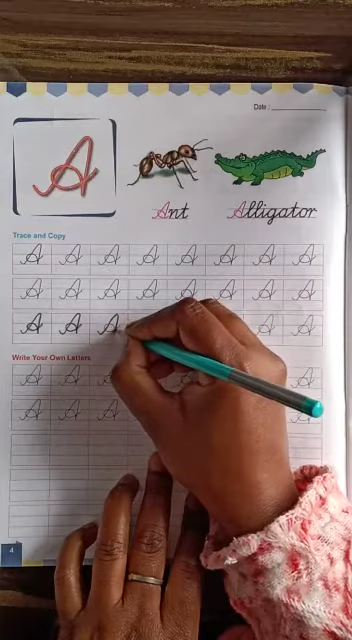 Date :
A
Ant Alligator
Trace and Copy
A A A A A A A A
A A A A A A A A
A A A A A
Write Your Own Letters
A A A
A A A
4